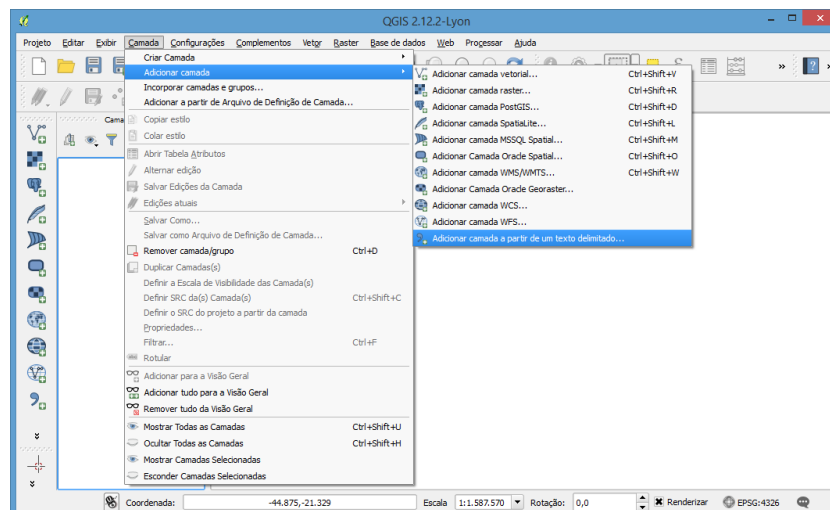 QGIS 2.12.2-Lyon
Projeto Editar Exibir Camada Configurações Complementos Vetor Raster Base de dados Web Processar Ajuda
Criar Camada
Adicionar camada
Incorporar camadas e grupos...
Adicionar a partir de Arquivo de Definição de Camada...
Copiar estilo
Colar estilo
Abrir Tabela Atributos
Alternar edição
Salvar Edições da Camada
Edições atuais
Salvar Como...
Salvar como Arquivo de Definição de Camada...
Remover camada/grupo Ctrl+D
Duplicar Camadas(s)
Definir a Escala de Visibilidade das Camada(s)
Definir SRC da(s) Camada(s) Ctrl+Shift+C
Definir o SRC do projeto a partir da camada
Propriedades...
Filtrar... Ctrl+F
Rotular
Adicionar para a Visão Geral
Adicionar tudo para a Visão Geral
Remover tudo da Visão Geral
Mostrar Todas as Camadas Ctrl+Shift+U
Ocultar Todas as Camadas Ctrl+Shift+H
Mostrar Camadas Selecionadas
Esconder Camadas Selecionadas
Adicionar camada vetorial... Ctrl+Shift+V
Adicionar camada raster... Ctrl+Shift+R
Adicionar camada PostGIS... Ctrl+Shift+D
Adicionar camada SpatiaLite... Ctrl+Shift+L
Adicionar camada MSSQL Spatial... Ctrl+Shift+M
Adicionar Camada Oracle Spatial... Ctrl+Shift+O
Adicionar camada WMS/WMTS... Ctrl+Shift+W
Adicionar Camada Oracle Georaster...
Adicionar camada WCS...
Adicionar camada WFS...
Adicionar camada a partir de um texto delimitado...
Cama
Coordenada: -44.875,-21.329 Escala 1:1.587.570 Rotação: 0,0 Renderizar EPSG:4326